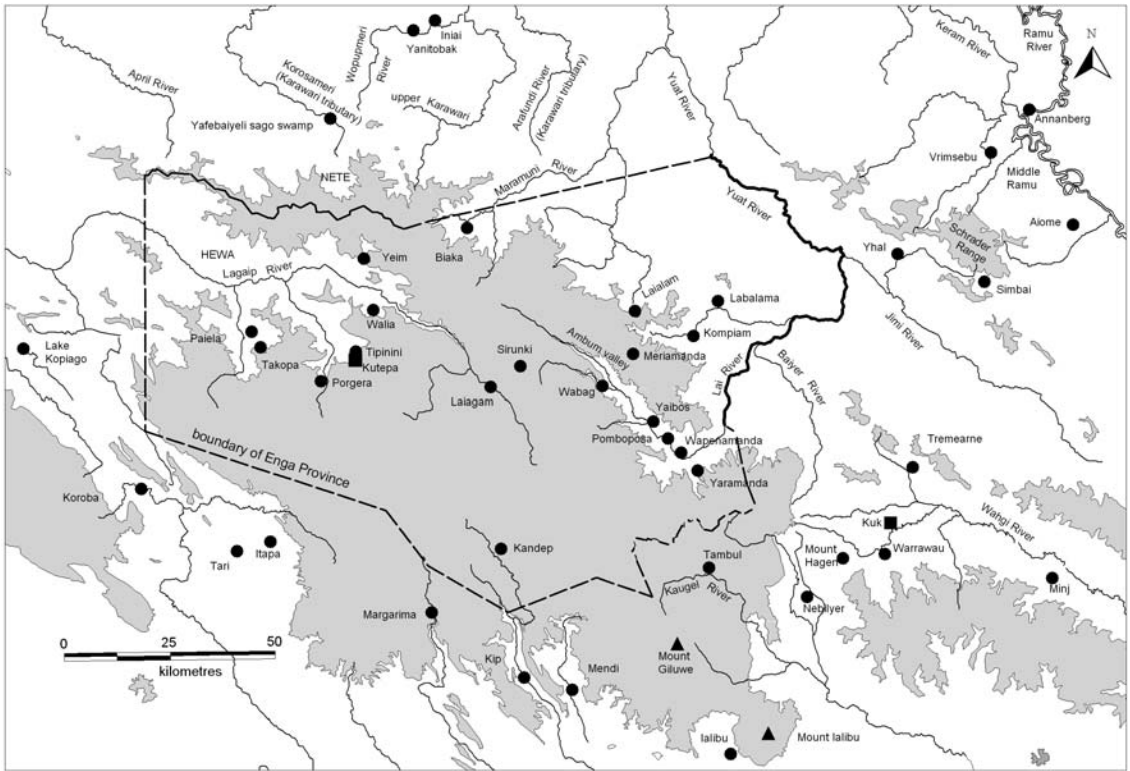 Iniai
Yanitobak
Wopupmeri
River
Korosameri
(Karawari tributary)
April River
Yafebaiyeli sago swamp
upper Karawari
Arafundi River
(Karawari tributary)
Yuat River
Keram River
Ramu
River
N
Annanberg
Vrimsebu
Middle
Ramu
Aiome
Schrader
Range
Simbai
Yhal
NETE
Maramuni River
Yuat River
Biaka
HEWA
Yeim
Lagaip River
Walia
Laialam
Labalama
Kompiam
Jimi River
Lake
Kopiago
Paiela
Takopa
Tipinini
Kutepa
Porgera
Sirunki
Laiagam
Ambum valley
Meriamanda
Wabag
Lai River
Baiyer River
Yaibos
Pomboposa
Wapenamanda
Yaramanda
Tremearne
boundary of Enga Province
Koroba
Itapa
Tari
Kandep
Tambul
Kaugel River
Kuk
Wahgi River
Mount
Hagen
Warrawau
Minj
Nebilyer
Margarima
0 25 50
kilometres
Kip
Mendi
Mount
Giluwe
Ialibu
Mount Ialibu